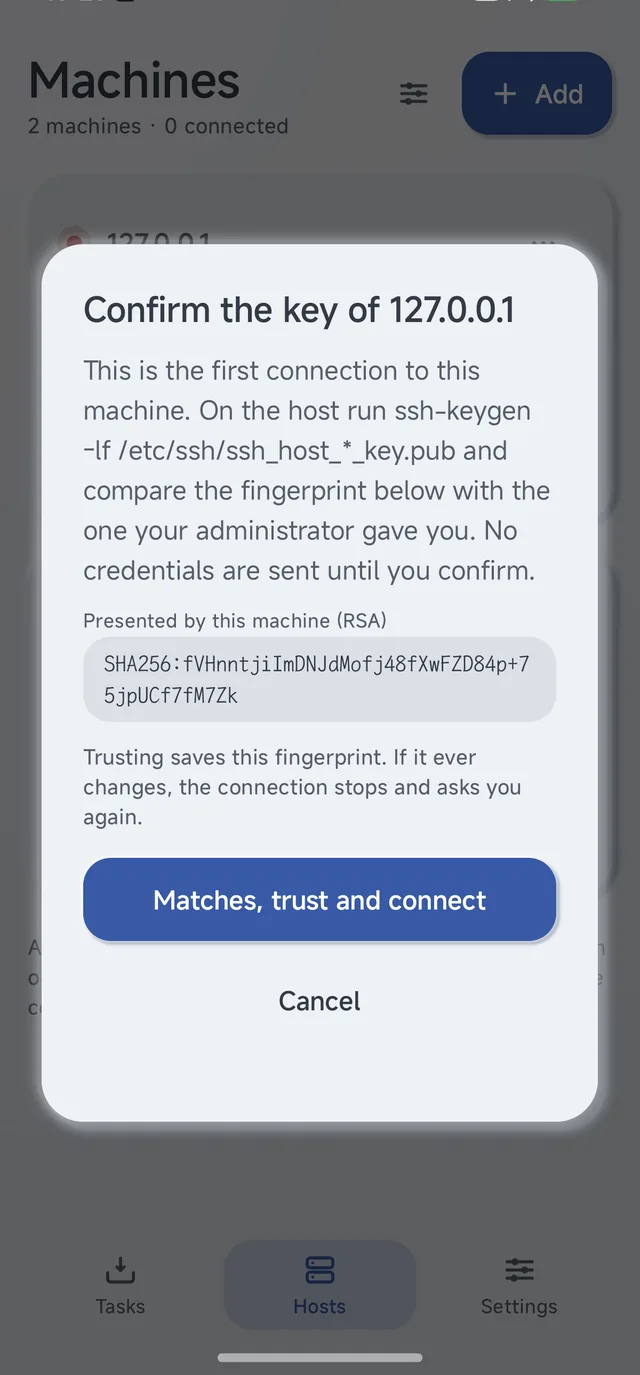 Machines
2 machines · 0 connected
Add
127.0.0.1
Confirm the key of 127.0.0.1
This is the first connection to this
machine. On the host run ssh-keygen
-lf /etc/ssh/ssh_host_*_key.pub and
compare the fingerprint below with the
one your administrator gave you. No
credentials are sent until you confirm.
Presented by this machine (RSA)
SHA256:fVHnntjiImDNJdMofj48fXwFZD84p+7
5jpUCf7fM7Zk
Trusting saves this fingerprint. If it ever
changes, the connection stops and asks you
again.
Matches, trust and connect
Cancel
Tasks
Hosts
Settings